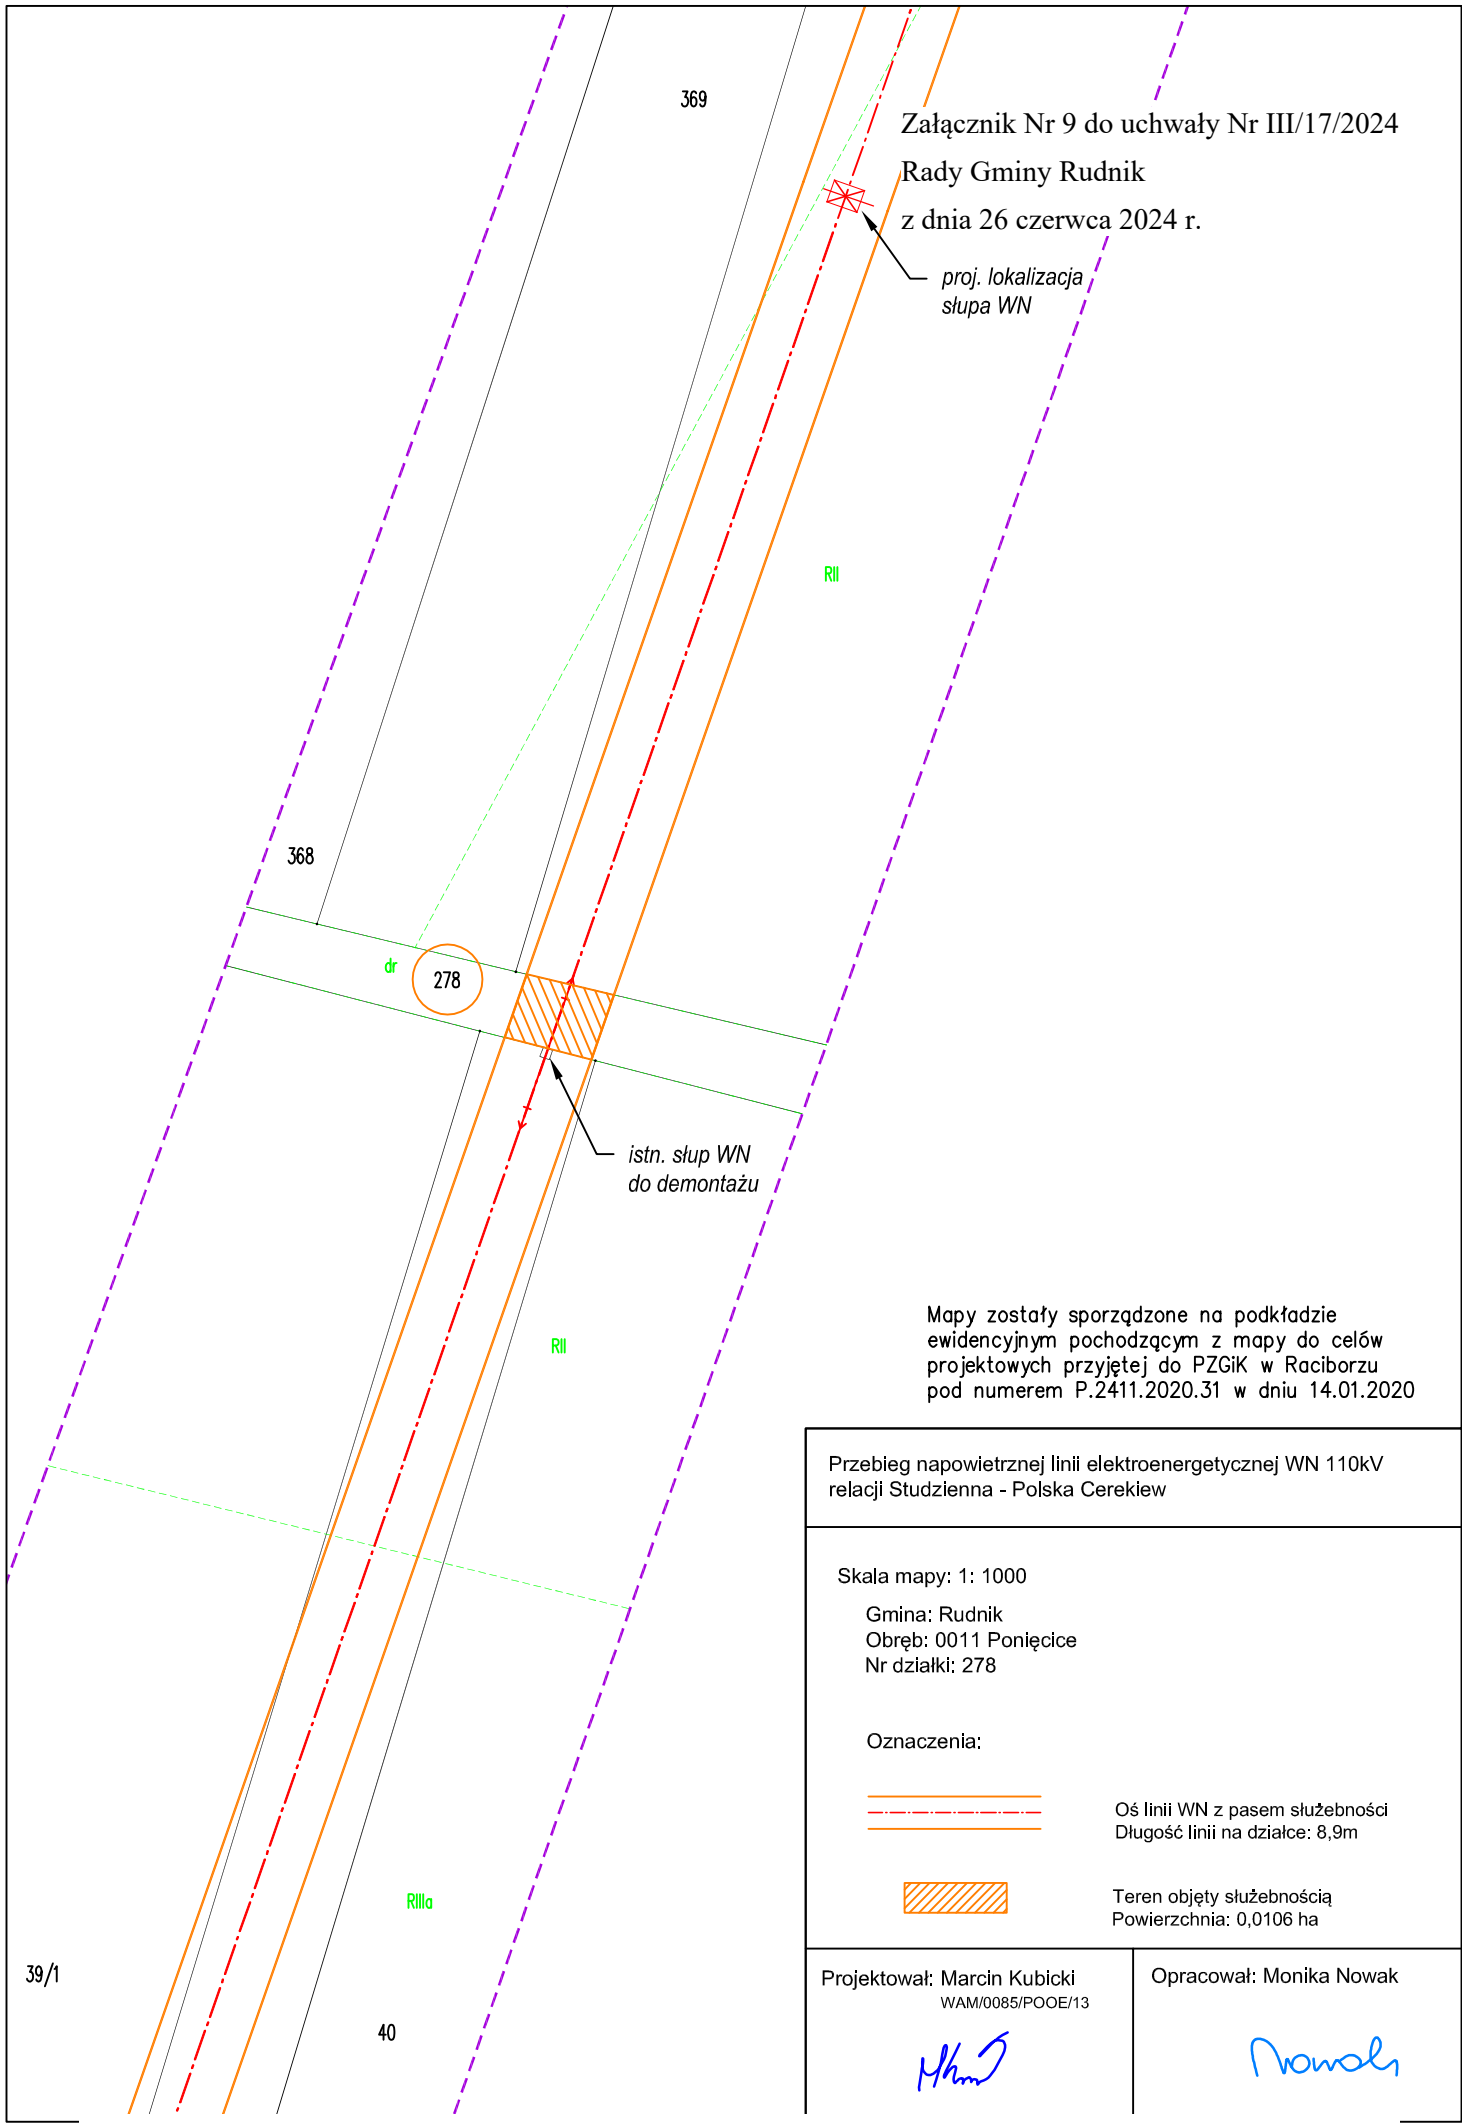 369
Załącznik Nr 9 do uchwały Nr III/17/2024
Rady Gminy Rudnik
z dnia 26 czerwca 2024 r.
proj. lokalizacja
słupa WN
RII
368
dr
278
istn. słup WN
do demontażu
RII
Mapy zostały sporządzone na podkładzie
ewidencyjnym pochodzącym z mapy do celów
projektowych przyjętej do PZGiK w Raciborzu
pod numerem P.2411.2020.31 w dniu 14.01.2020
Przebieg napowietrznej linii elektroenergetycznej WN 110kV
relacji Studzienna - Polska Cerekiew
Skala mapy: 1: 1000
Gmina: Rudnik
Obręb: 0011 Ponięcice
Nr działki: 278
Oznaczenia:
Oś linii WN z pasem służebności
Długość linii na działce: 8,9m
RIIIa
Teren objęty służebnością
Powierzchnia: 0,0106 ha
39/1
40
Projektował: Marcin Kubicki
WAM/0085/POOE/13
Opracował: Monika Nowak
Nowak